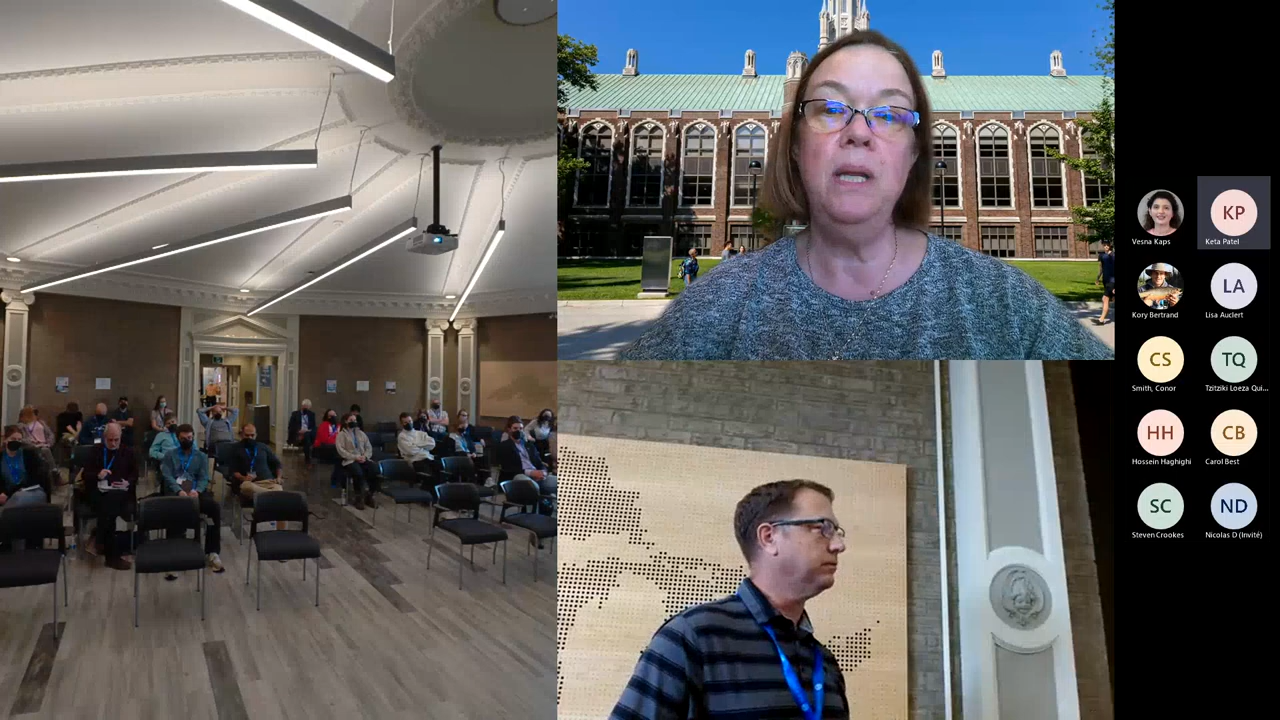 KP
Vesna Kaps
Keta Patel
LA
Kory Bertrand
Lisa Auclert
CS
TQ
Smith, Conor
Tzitziki Loeza Qui...
HH
CB
Hossein Haghighi
Carol Best
SC
ND
Steven Crookes
Nicolas D (Invité)